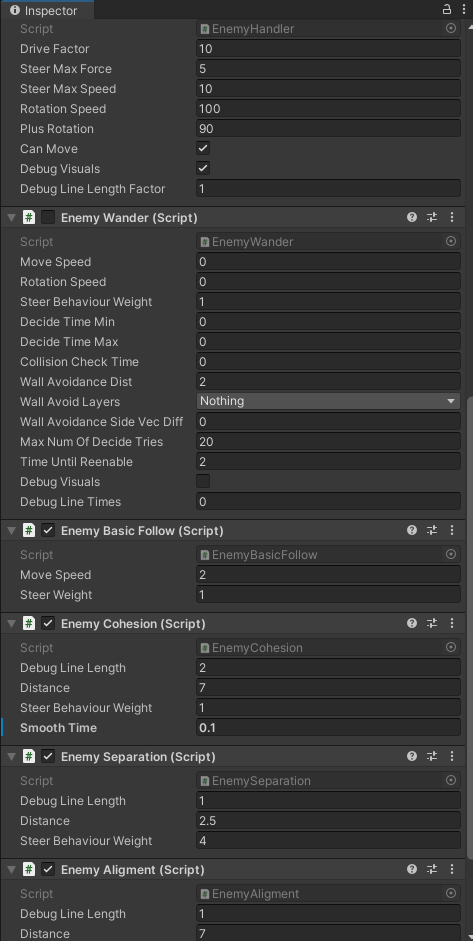 Inspector
Script EnemyHandler
Drive Factor 10
Steer Max Force 5
Steer Max Speed 10
Rotation Speed 100
Plus Rotation 90
Can Move
Debug Visuals
Debug Line Length Factor 1
Enemy Wander (Script)
Script EnemyWander
Move Speed 0
Rotation Speed 0
Steer Behaviour Weight 1
Decide Time Min 0
Decide Time Max 0
Collision Check Time 0
Wall Avoidance Dist 2
Wall Avoid Layers Nothing
Wall Avoidance Side Vec Diff 0
Max Num Of Decide Tries 20
Time Until Reenable 2
Debug Visuals
Debug Line Times 0
Enemy Basic Follow (Script)
Script EnemyBasicFollow
Move Speed 2
Steer Weight 1
Enemy Cohesion (Script)
Script EnemyCohesion
Debug Line Length 2
Distance 7
Steer Behaviour Weight 1
Smooth Time 0.1
Enemy Separation (Script)
Script EnemySeparation
Debug Line Length 1
Distance 2.5
Steer Behaviour Weight 4
Enemy Aligment (Script)
Script EnemyAligment
Debug Line Length 1
Distance 7